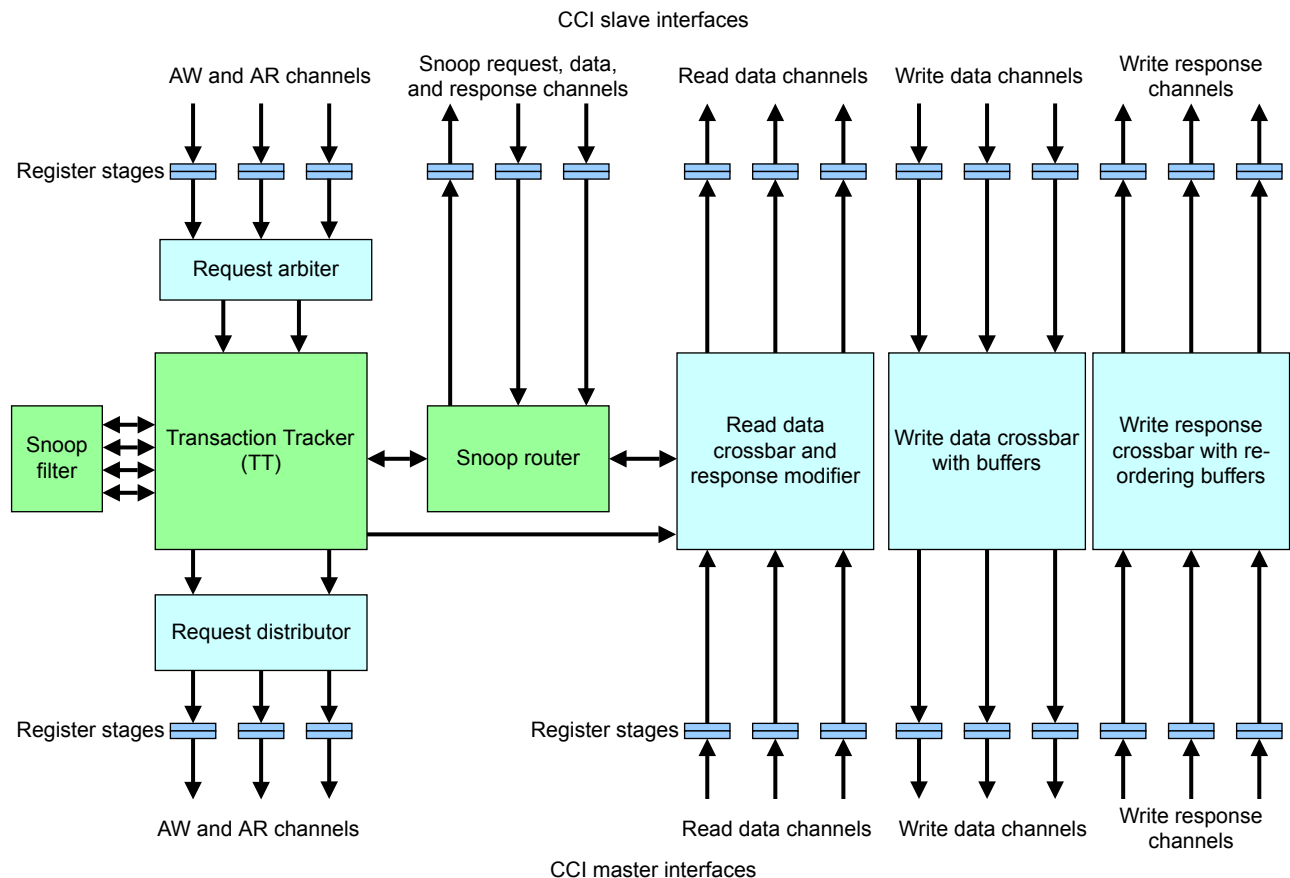 CCI slave interfaces
AW and AR channels
Snoop request, data,
and response channels
Read data channels
Write data channels
Write response
channels
Register stages
Request arbiter
Snoop
filter
Transaction Tracker
(TT)
Snoop router
Read data
crossbar and
response modifier
Write data crossbar
with buffers
Write response
crossbar with re-
ordering buffers
Request distributor
Register stages
Register stages
AW and AR channels
Read data channels
Write data channels
Write response
channels
CCI master interfaces